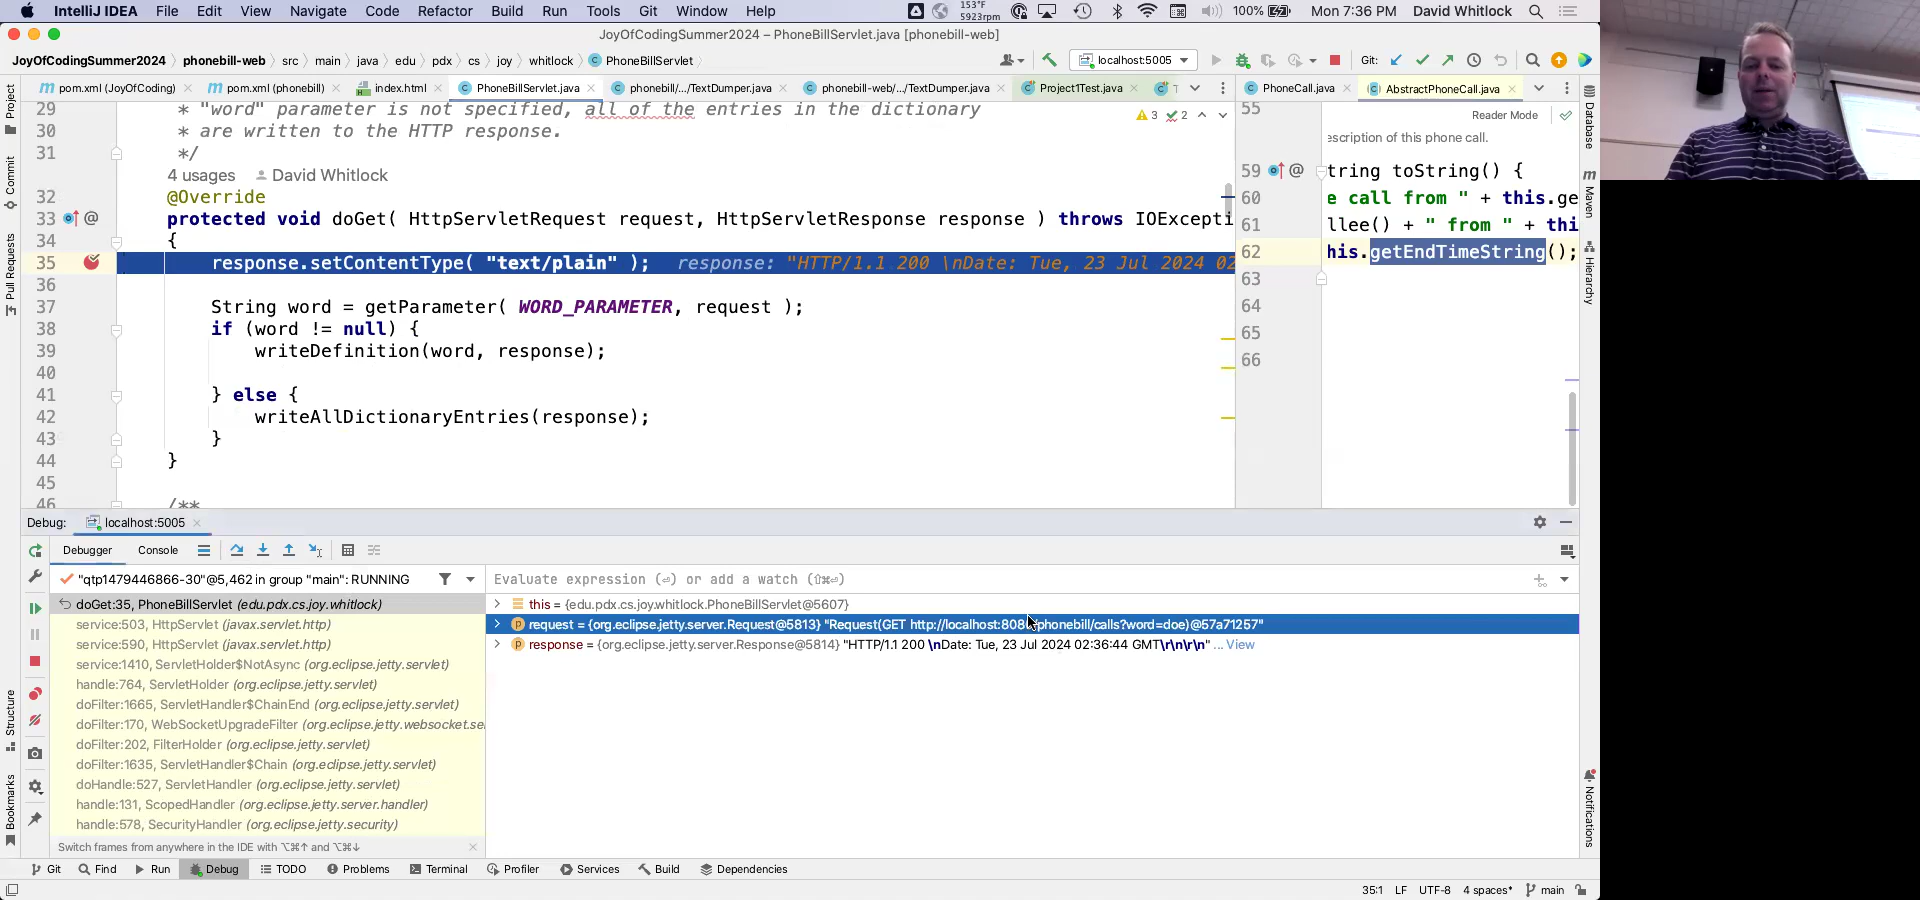 IntelliJ IDEA File Edit View Navigate Code Refactor Build Run Tools Git Window Help 153°F 5923rpm 100% Mon 7:36 PM David Whitlock
JoyOfCodingSummer2024 – PhoneBillServlet.java [phonebill-web]
JoyOfCodingSummer2024 phonebill-web src main java edu pdx cs joy whitlock PhoneBillServlet localhost:5005 Git:
pom.xml (JoyOfCoding) pom.xml (phonebill) index.html PhoneBillServlet.java phonebill/.../TextDumper.java phonebill-web/.../TextDumper.java Project1Test.java PhoneCall.java AbstractPhoneCall.java
29 * "word" parameter is not specified, all of the entries in the dictionary
30 * are written to the HTTP response.
31 */
4 usages David Whitlock
32 @Override
33 protected void doGet( HttpServletRequest request, HttpServletResponse response ) throws IOExcepti
34 {
35 response.setContentType( "text/plain" ); response: "HTTP/1.1 200 \nDate: Tue, 23 Jul 2024 02
36
37 String word = getParameter( WORD_PARAMETER, request );
38 if (word != null) {
39 writeDefinition(word, response);
40
41 } else {
42 writeAllDictionaryEntries(response);
43 }
44 }
45
46 /**
3 2
55 Reader Mode
escription of this phone call.
59 @ tring toString() {
60 e call from " + this.ge
61 llee() + " from " + thi
62 his.getEndTimeString();
63
64
65
66
Project
Commit
Pull Requests
Structure
Bookmarks
Database
Maven
Hierarchy
Notifications
Debug: localhost:5005
Debugger Console
"qtp1479446866-30"@5,462 in group "main": RUNNING
doGet:35, PhoneBillServlet (edu.pdx.cs.joy.whitlock)
service:503, HttpServlet (javax.servlet.http)
service:590, HttpServlet (javax.servlet.http)
service:1410, ServletHolder$NotAsync (org.eclipse.jetty.servlet)
handle:764, ServletHolder (org.eclipse.jetty.servlet)
doFilter:1665, ServletHandler$ChainEnd (org.eclipse.jetty.servlet)
doFilter:170, WebSocketUpgradeFilter (org.eclipse.jetty.websocket.se
doFilter:202, FilterHolder (org.eclipse.jetty.servlet)
doFilter:1635, ServletHandler$Chain (org.eclipse.jetty.servlet)
doHandle:527, ServletHandler (org.eclipse.jetty.servlet)
handle:131, ScopedHandler (org.eclipse.jetty.server.handler)
handle:578, SecurityHandler (org.eclipse.jetty.security)
Switch frames from anywhere in the IDE with ⌥⌘↑ and ⌥⌘↓
Evaluate expression (⏎) or add a watch (⇧⌘⏎)
this = {edu.pdx.cs.joy.whitlock.PhoneBillServlet@5607}
request = {org.eclipse.jetty.server.Request@5813} "Request(GET http://localhost:8080/phonebill/calls?word=doe)@57a71257"
response = {org.eclipse.jetty.server.Response@5814} "HTTP/1.1 200 \nDate: Tue, 23 Jul 2024 02:36:44 GMT\r\n\r\n" ... View
Git Find Run Debug TODO Problems Terminal Profiler Services Build Dependencies
35:1 LF UTF-8 4 spaces* main